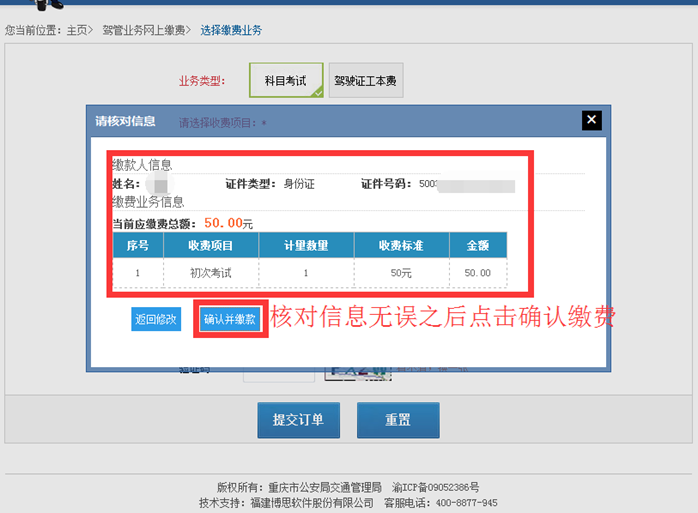 您当前位置: 主页> 驾管业务网上缴费> 选择缴费业务
业务类型: 科目考试 驾驶证工本费
请核对信息 请选择收费项目: *
缴款人信息
姓名: 证件类型: 身份证 证件号码: 500
缴费业务信息
当前应缴费总额: 50.00元
序号 收费项目 计量数量 收费标准 金额
1 初次考试 1 50元 50.00
返回修改 确认并缴款 核对信息无误之后点击确认缴费
验证码
提交订单 重置
版权所有: 重庆市公安局交通管理局 渝ICP备09052386号
技术支持: 福建博思软件股份有限公司 客服电话: 400-8877-945